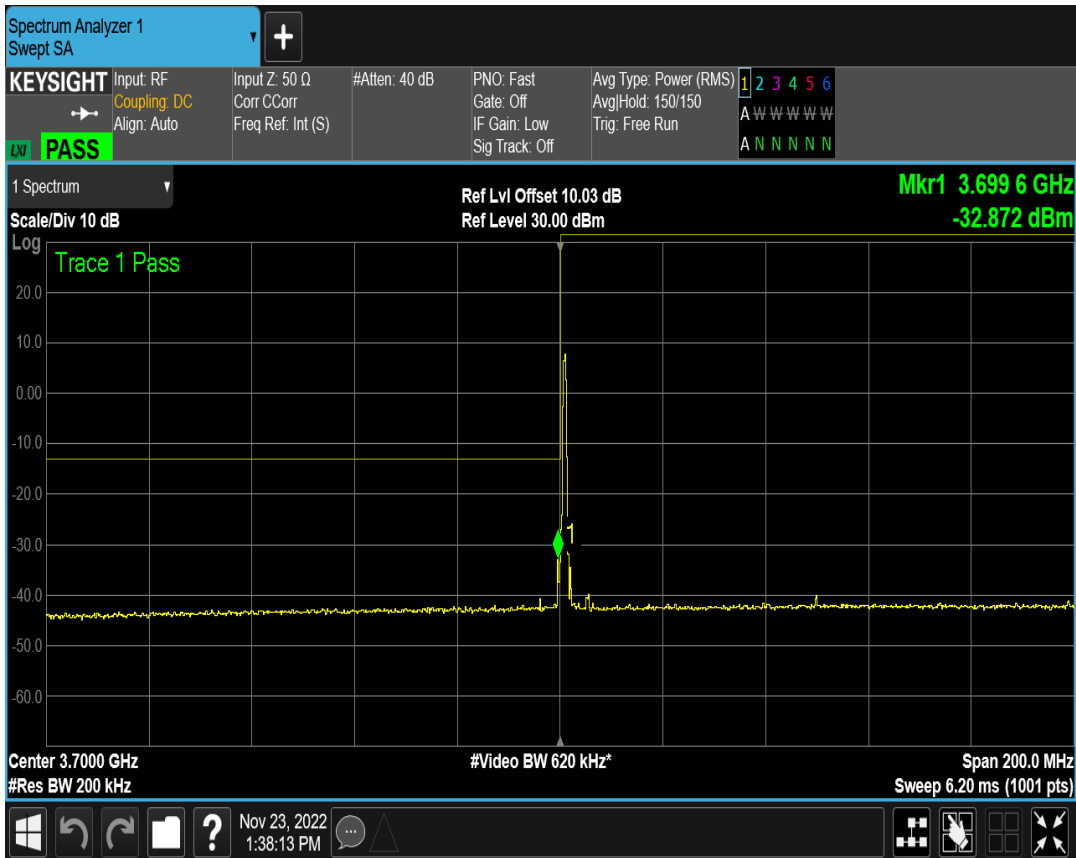 Spectrum Analyzer 1
Swept SA
+
KEYSIGHT
LXI PASS
Input: RF
Coupling: DC
Align: Auto
Input Z: 50 Ω
Corr CCorr
Freq Ref: Int (S)
#Atten: 40 dB
PNO: Fast
Gate: Off
IF Gain: Low
Sig Track: Off
Avg Type: Power (RMS)
Avg|Hold: 150/150
Trig: Free Run
1 2 3 4 5 6
A W W W W W
A N N N N N
1 Spectrum
Scale/Div 10 dB
Ref Lvl Offset 10.03 dB
Ref Level 30.00 dBm
Mkr1 3.699 6 GHz
-32.872 dBm
Log
Trace 1 Pass
20.0
10.0
0.00
-10.0
-20.0
-30.0
-40.0
-50.0
-60.0
1
Center 3.7000 GHz
#Res BW 200 kHz
#Video BW 620 kHz*
Span 200.0 MHz
Sweep 6.20 ms (1001 pts)
?
Nov 23, 2022
1:38:13 PM